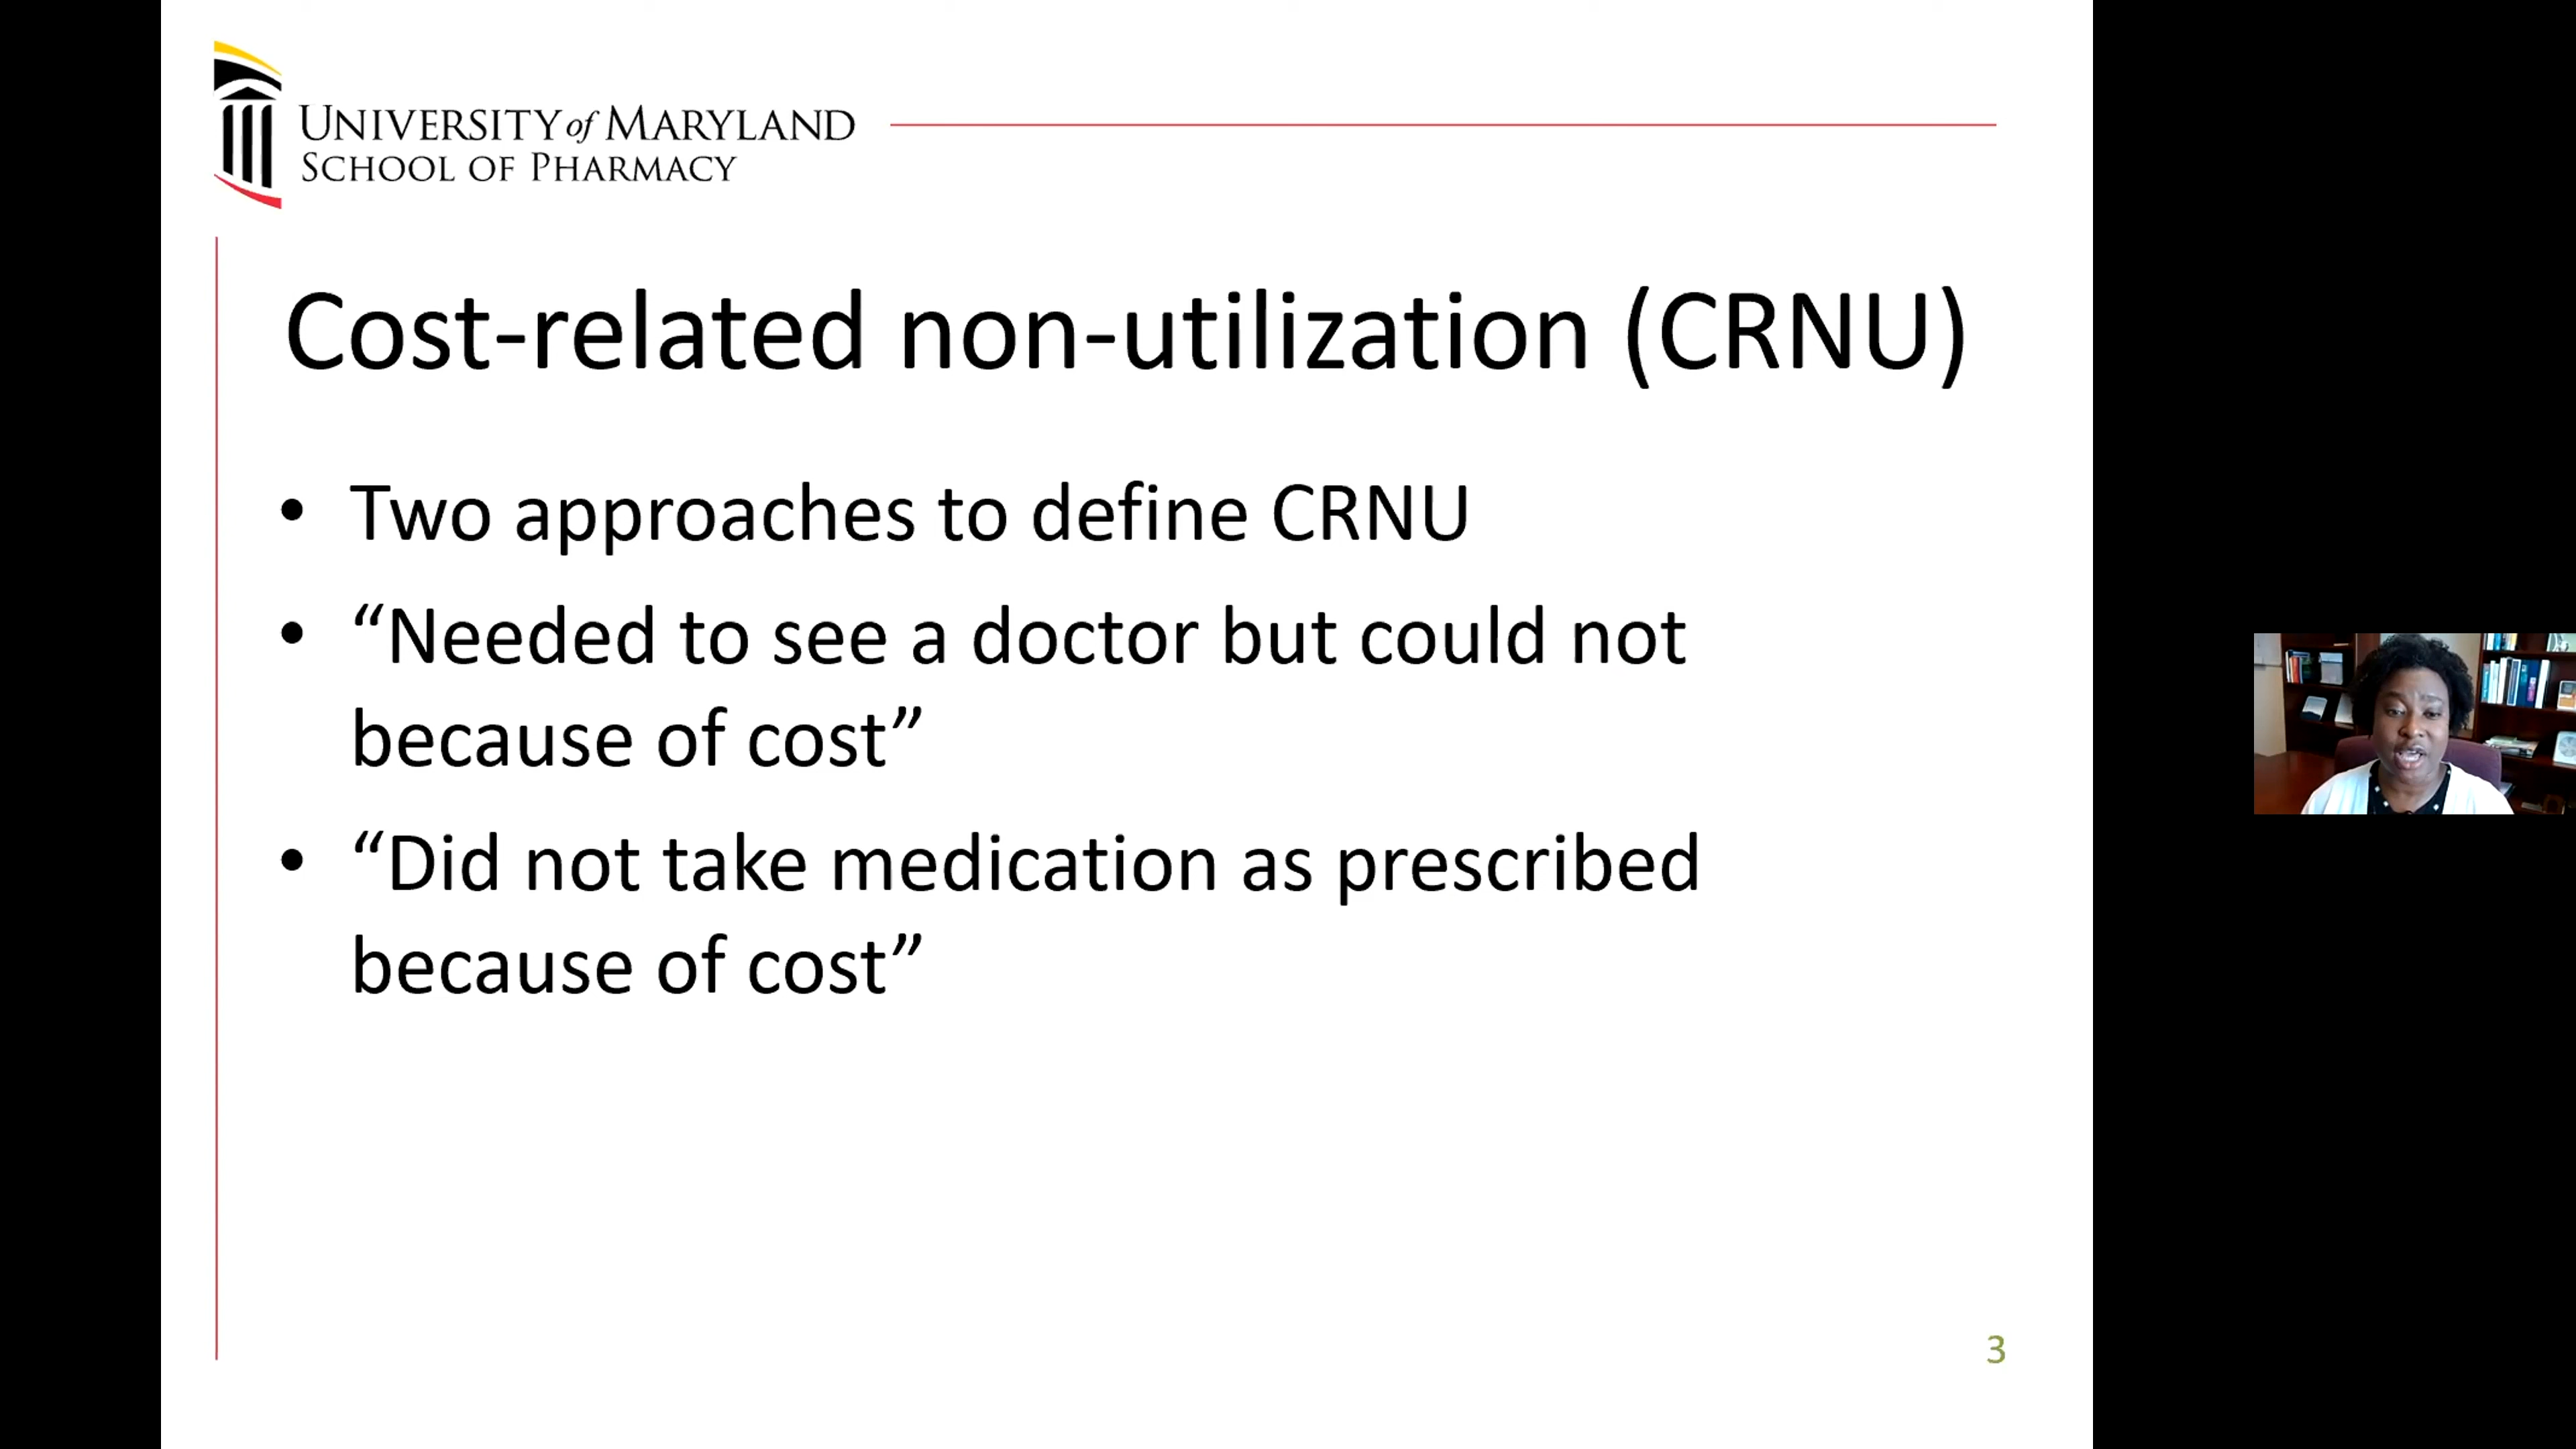 UNIVERSITY of MARYLAND
SCHOOL OF PHARMACY
Cost-related non-utilization (CRNU)
• Two approaches to define CRNU
• “Needed to see a doctor but could not
because of cost”
• “Did not take medication as prescribed
because of cost”
3